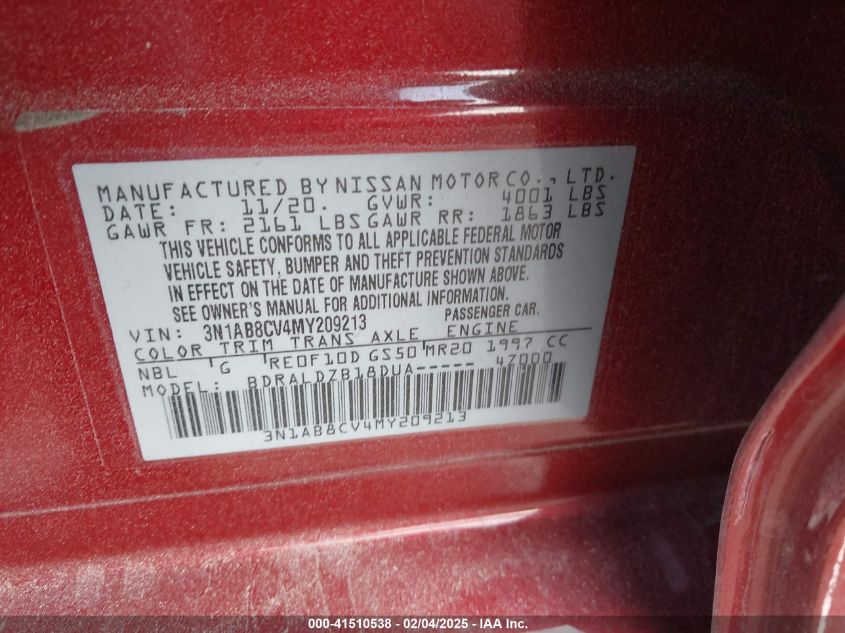 MANUFACTURED BY NISSAN MOTOR CO., LTD.
DATE: 11/20. GVWR: 4001 LBS
GAWR FR: 2161 LBS GAWR RR: 1863 LBS
THIS VEHICLE CONFORMS TO ALL APPLICABLE FEDERAL MOTOR
VEHICLE SAFETY, BUMPER AND THEFT PREVENTION STANDARDS
IN EFFECT ON THE DATE OF MANUFACTURE SHOWN ABOVE.
SEE OWNER'S MANUAL FOR ADDITIONAL INFORMATION.
VIN: 3N1AB8CV4MY209213 PASSENGER CAR.
COLOR TRIM TRANS AXLE ENGINE
NBL G RE0F10D GS50 MR20 1997 CC
MODEL: BDRALDZB18DUA----- 47000
3N1AB8CV4MY209213
000-41510538 - 02/04/2025 - IAA Inc.